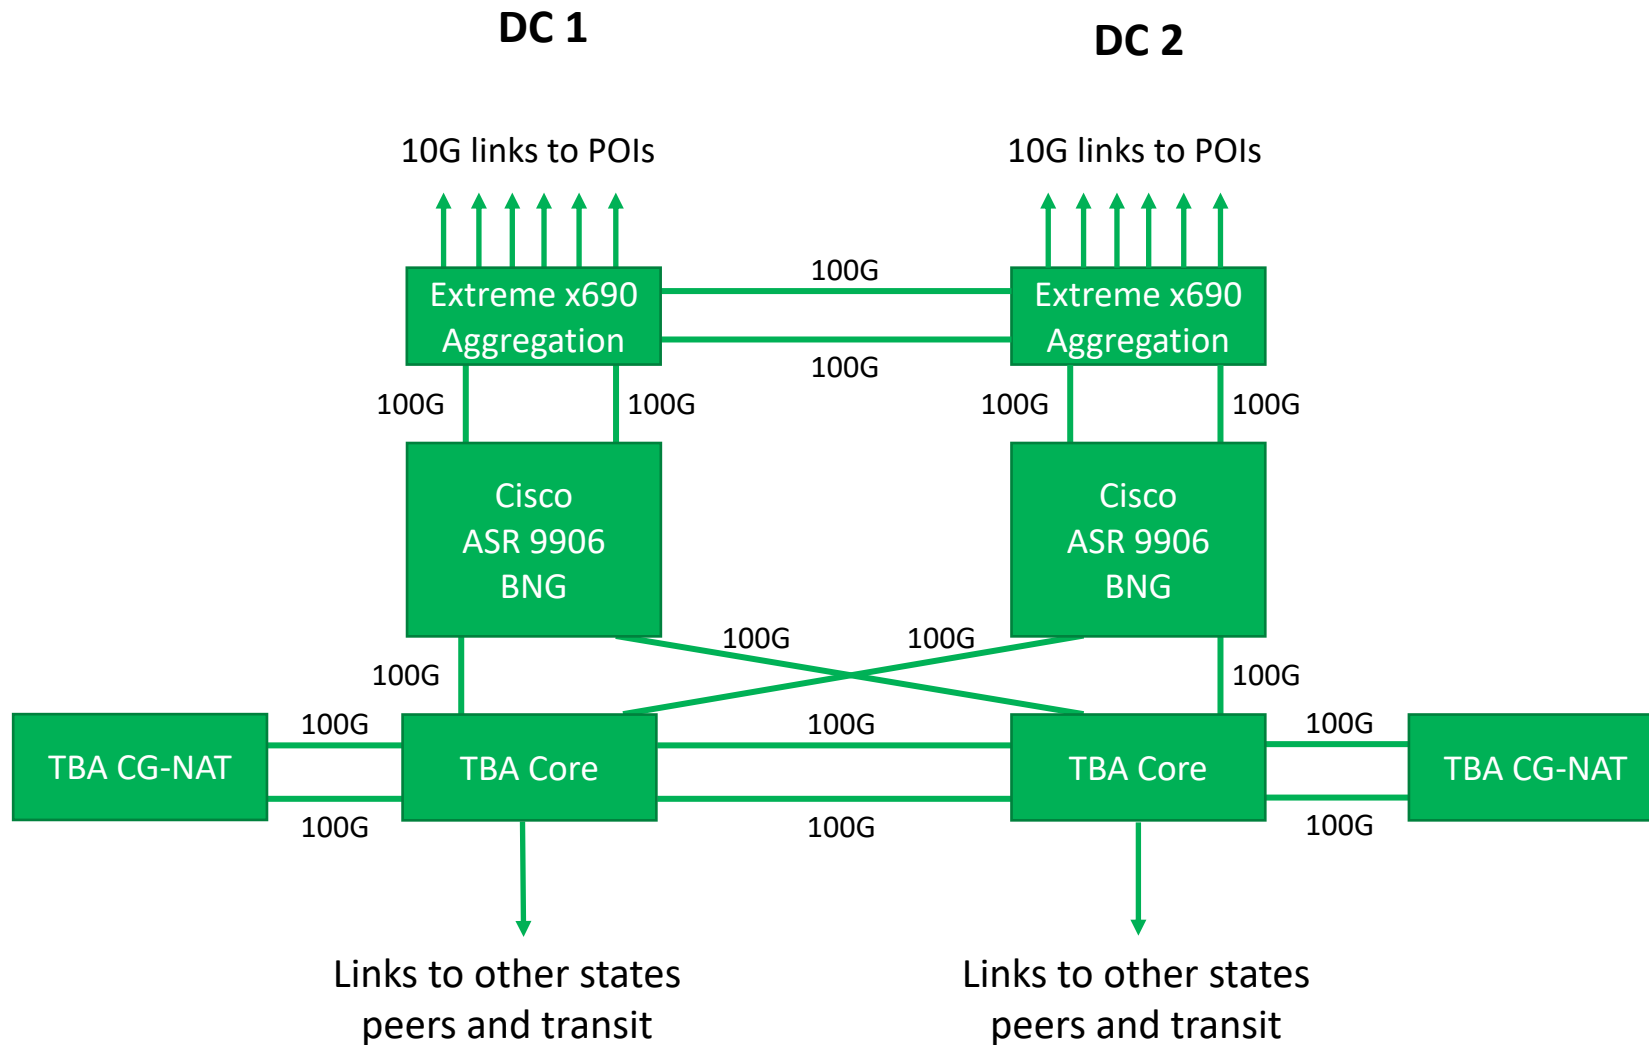 DC 1
DC 2
10G links to POIs
10G links to POIs
100G
Extreme x690
Aggregation
Extreme x690
Aggregation
100G
100G
100G
100G
100G
Cisco
ASR 9906
BNG
Cisco
ASR 9906
BNG
100G
100G
100G
100G
100G
100G
100G
TBA CG-NAT
TBA Core
TBA Core
TBA CG-NAT
100G
100G
100G
Links to other states
peers and transit
Links to other states
peers and transit